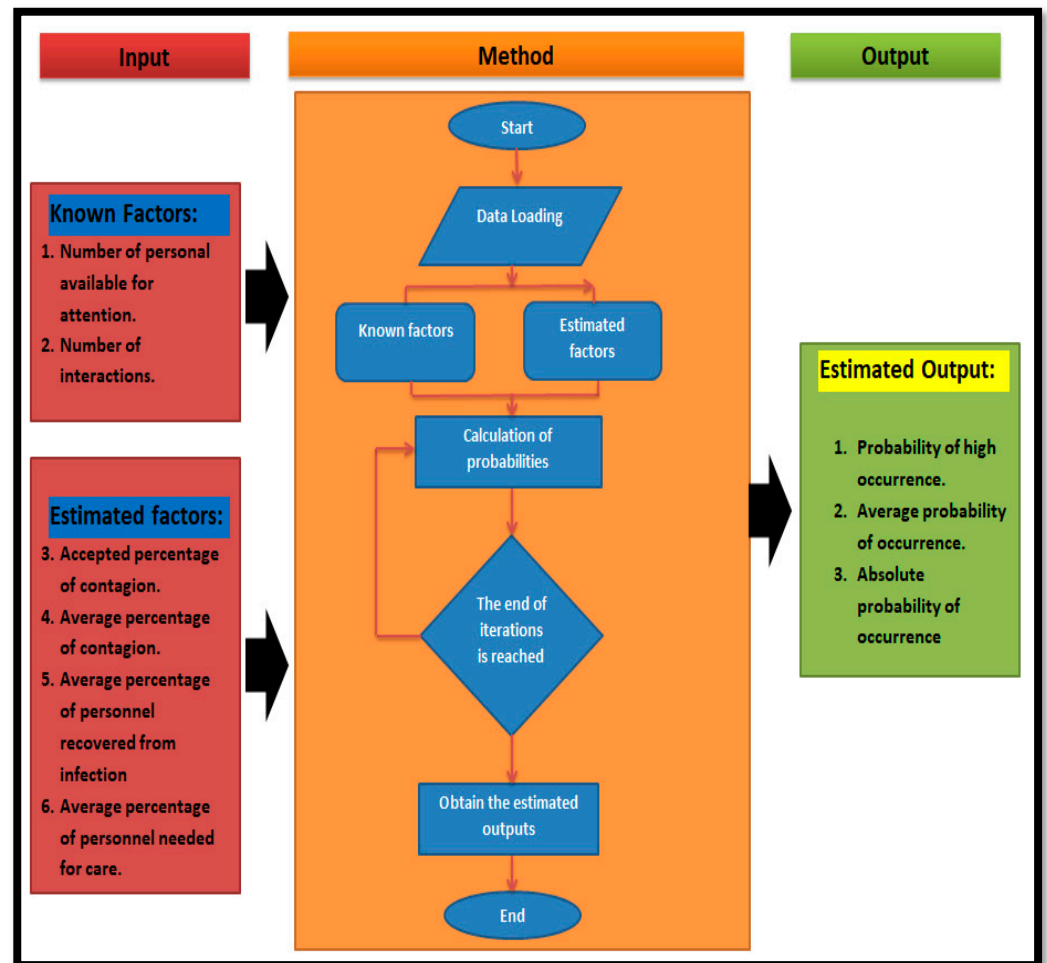 Input
Method
Output
Known Factors:
1. Number of personal
available for
attention.
2. Number of
interactions.
Estimated factors:
3. Accepted percentage
of contagion.
4. Average percentage
of contagion.
5. Average percentage
of personnel
recovered from
infection
6. Average percentage
of personnel needed
for care.
Start
Data Loading
Known factors
Estimated
factors
Calculation of
probabilities
The end of
iterations
is reached
Obtain the estimated
outputs
End
Estimated Output:
1. Probability of high
occurrence.
2. Average probability
of occurrence.
3. Absolute
probability of
occurrence